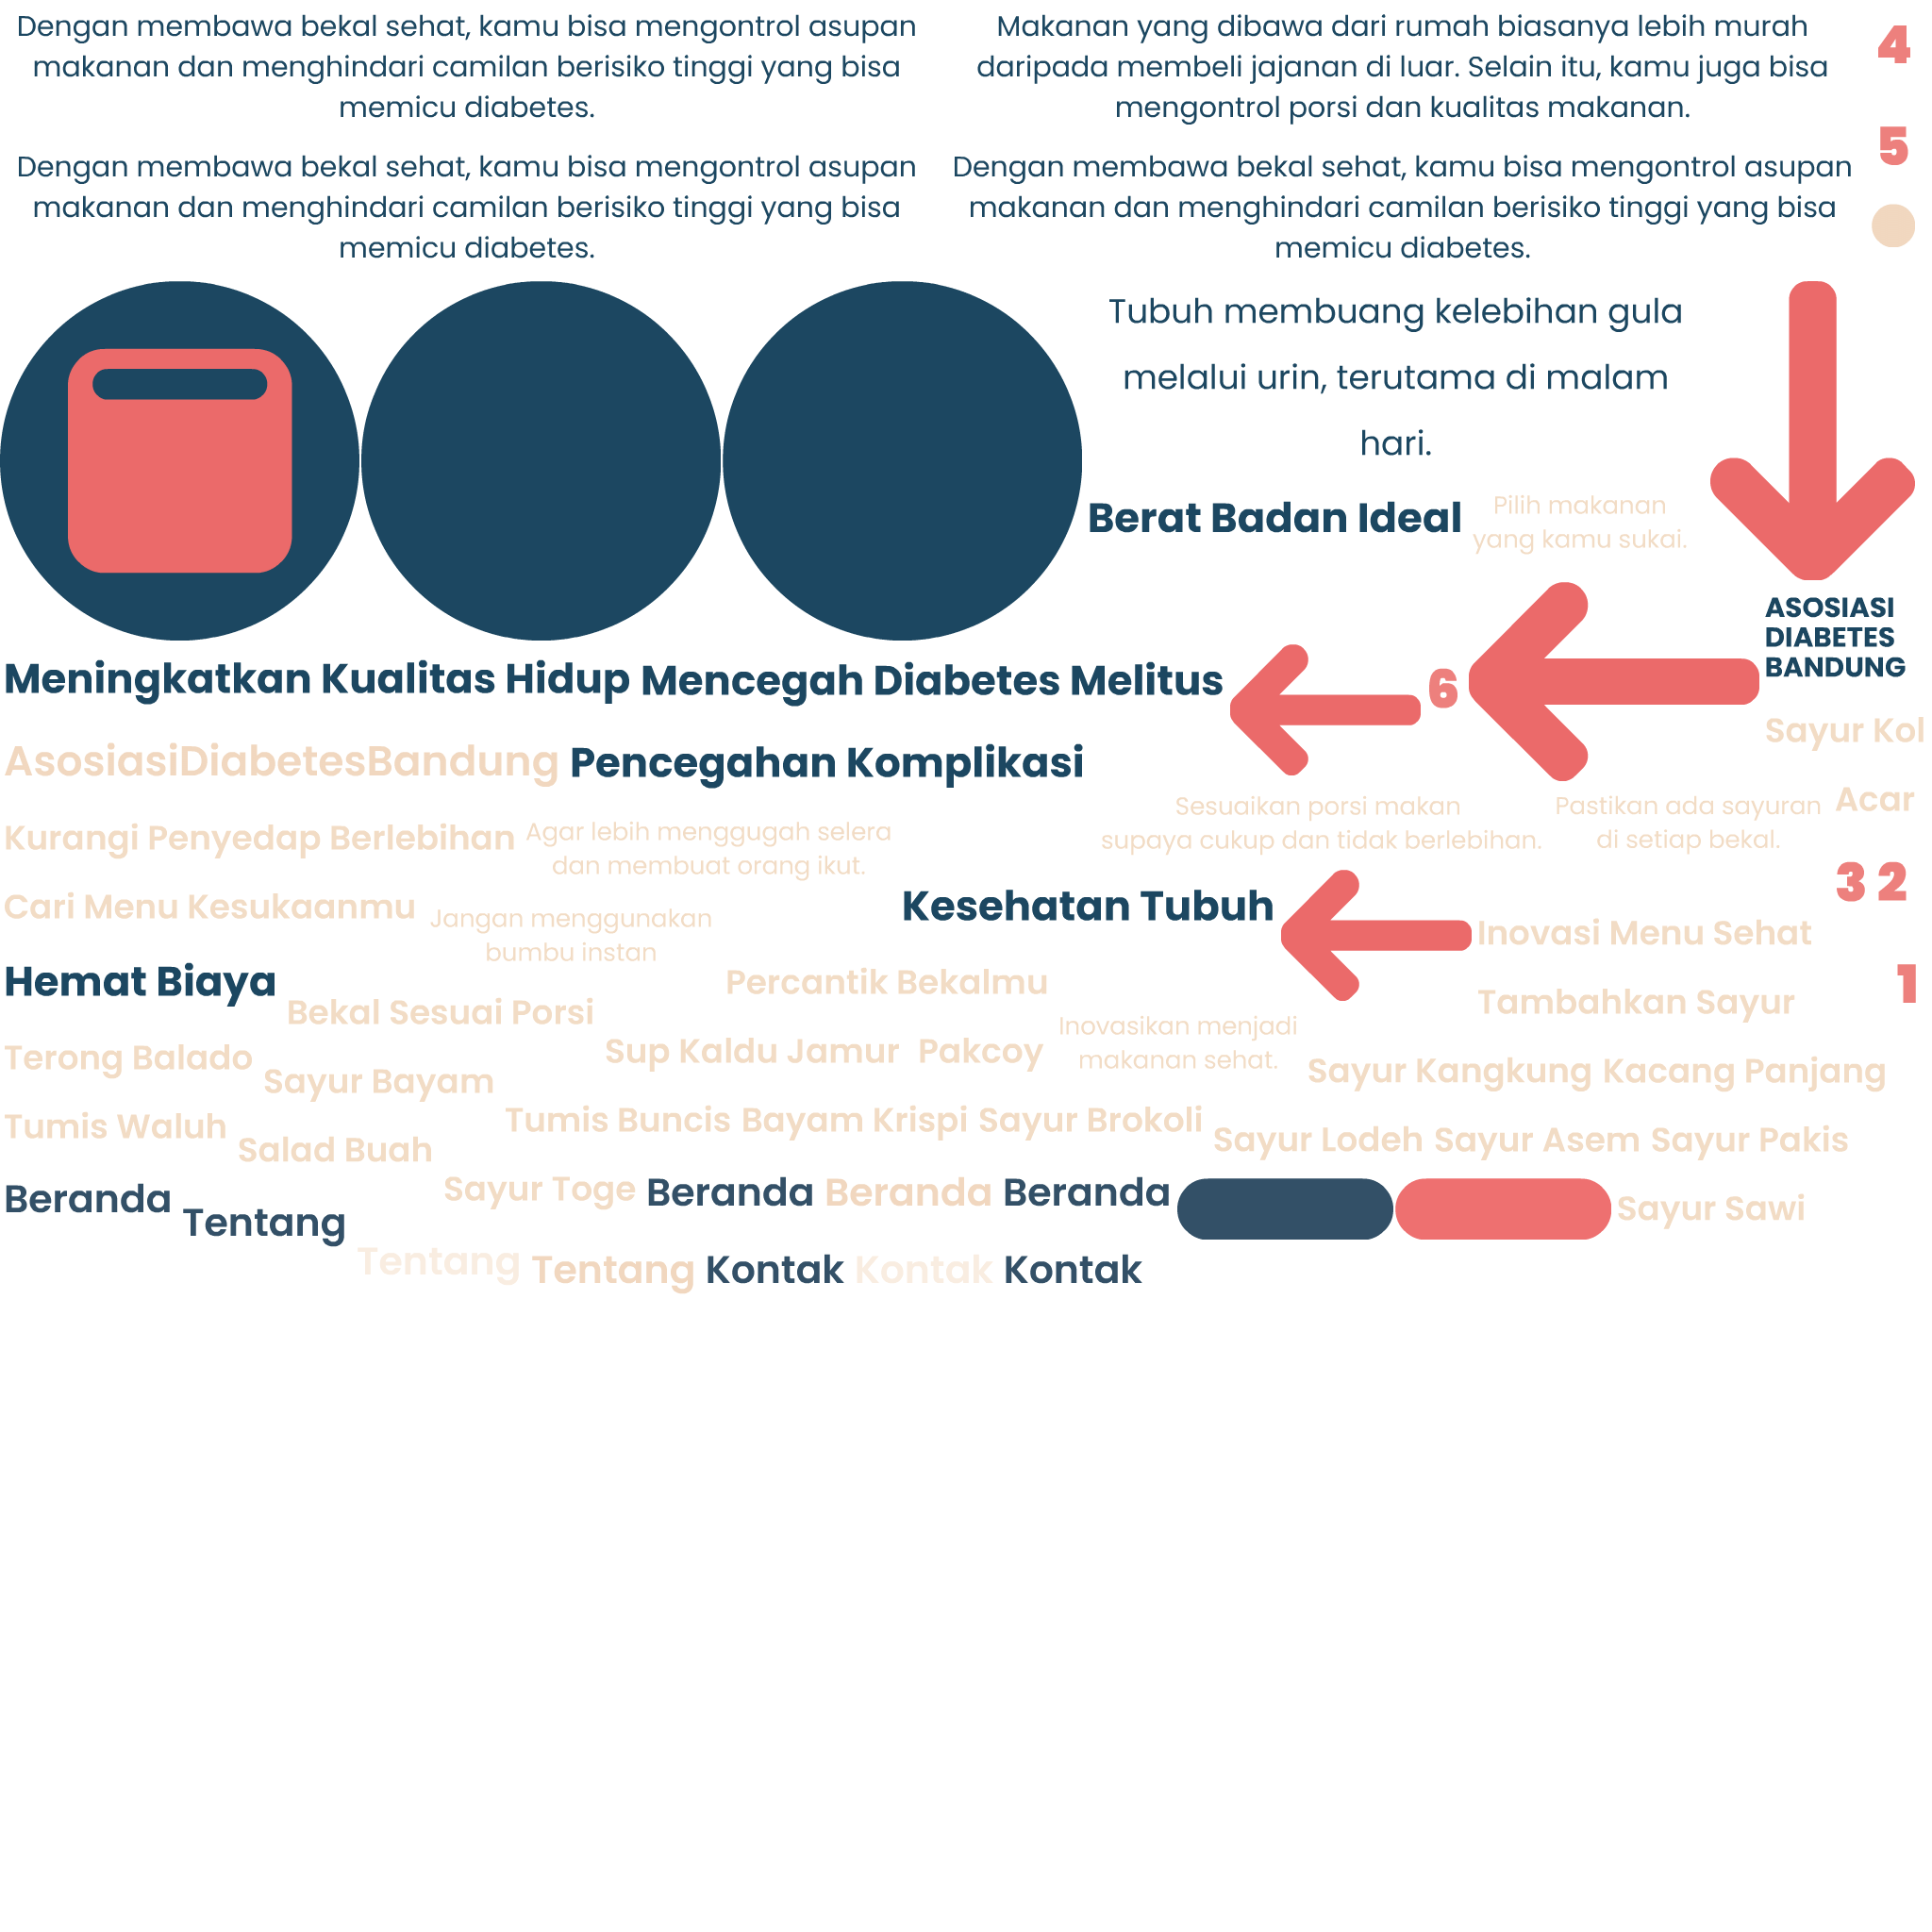 Dengan membawa bekal sehat, kamu bisa mengontrol asupan
makanan dan menghindari camilan berisiko tinggi yang bisa
memicu diabetes.
Makanan yang dibawa dari rumah biasanya lebih murah
daripada membeli jajanan di luar. Selain itu, kamu juga bisa
mengontrol porsi dan kualitas makanan.
4
5
Dengan membawa bekal sehat, kamu bisa mengontrol asupan
makanan dan menghindari camilan berisiko tinggi yang bisa
memicu diabetes.
Dengan membawa bekal sehat, kamu bisa mengontrol asupan
makanan dan menghindari camilan berisiko tinggi yang bisa
memicu diabetes.
Tubuh membuang kelebihan gula
melalui urin, terutama di malam
hari.
Berat Badan Ideal
Pilih makanan
yang kamu sukai.
ASOSIASI
DIABETES
BANDUNG
Meningkatkan Kualitas Hidup
Mencegah Diabetes Melitus
6
Sayur Kol
AsosiasiDiabetesBandung
Pencegahan Komplikasi
Sesuaikan porsi makan
supaya cukup dan tidak berlebihan.
Pastikan ada sayuran
di setiap bekal.
Acar
Kurangi Penyedap Berlebihan
Agar lebih menggugah selera
dan membuat orang ikut.
3
2
Cari Menu Kesukaanmu
Jangan menggunakan
bumbu instan
Kesehatan Tubuh
Inovasi Menu Sehat
Hemat Biaya
Bekal Sesuai Porsi
Percantik Bekalmu
Tambahkan Sayur
1
Inovasikan menjadi
makanan sehat.
Terong Balado
Sayur Bayam
Sup Kaldu Jamur
Pakcoy
Sayur Kangkung
Kacang Panjang
Tumis Waluh
Salad Buah
Tumis Buncis
Bayam Krispi
Sayur Brokoli
Sayur Lodeh
Sayur Asem
Sayur Pakis
Beranda
Tentang
Sayur Toge
Beranda
Beranda
Beranda
Sayur Sawi
Tentang
Tentang
Kontak
Kontak
Kontak